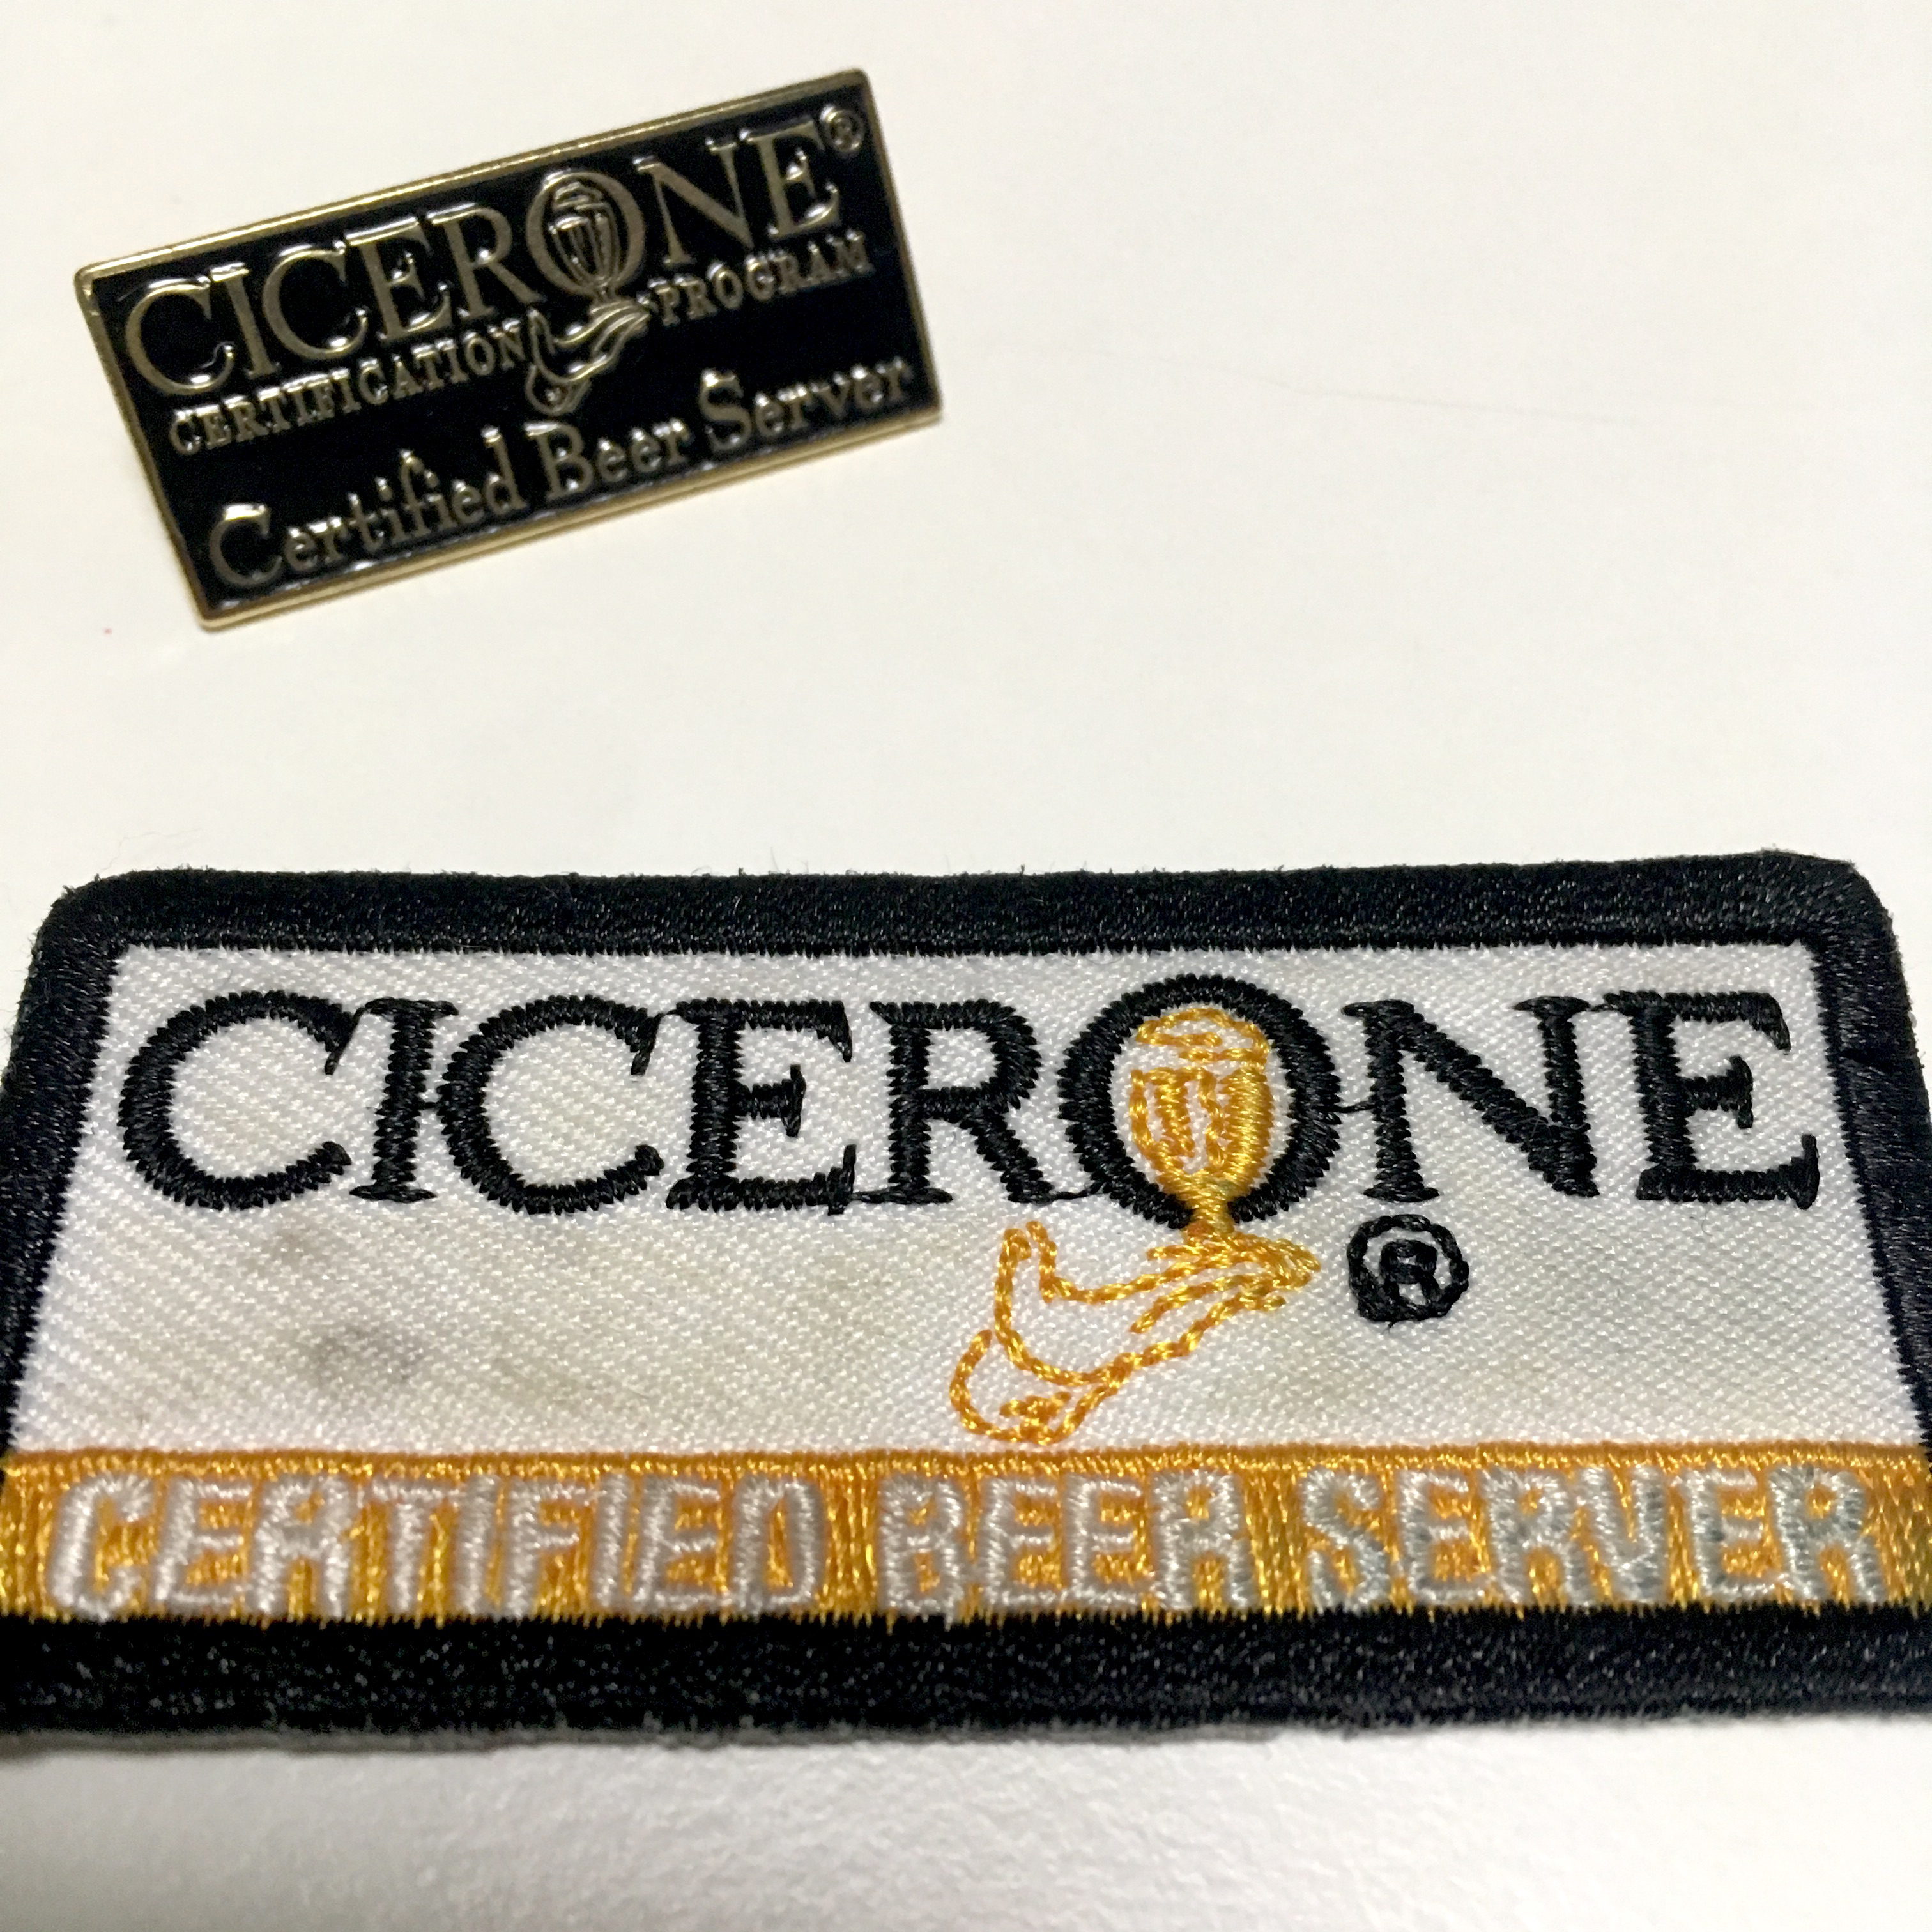 CICERONE®
CERTIFICATION PROGRAM
Certified Beer Server
CICERONE
®
CERTIFIED BEER SERVER